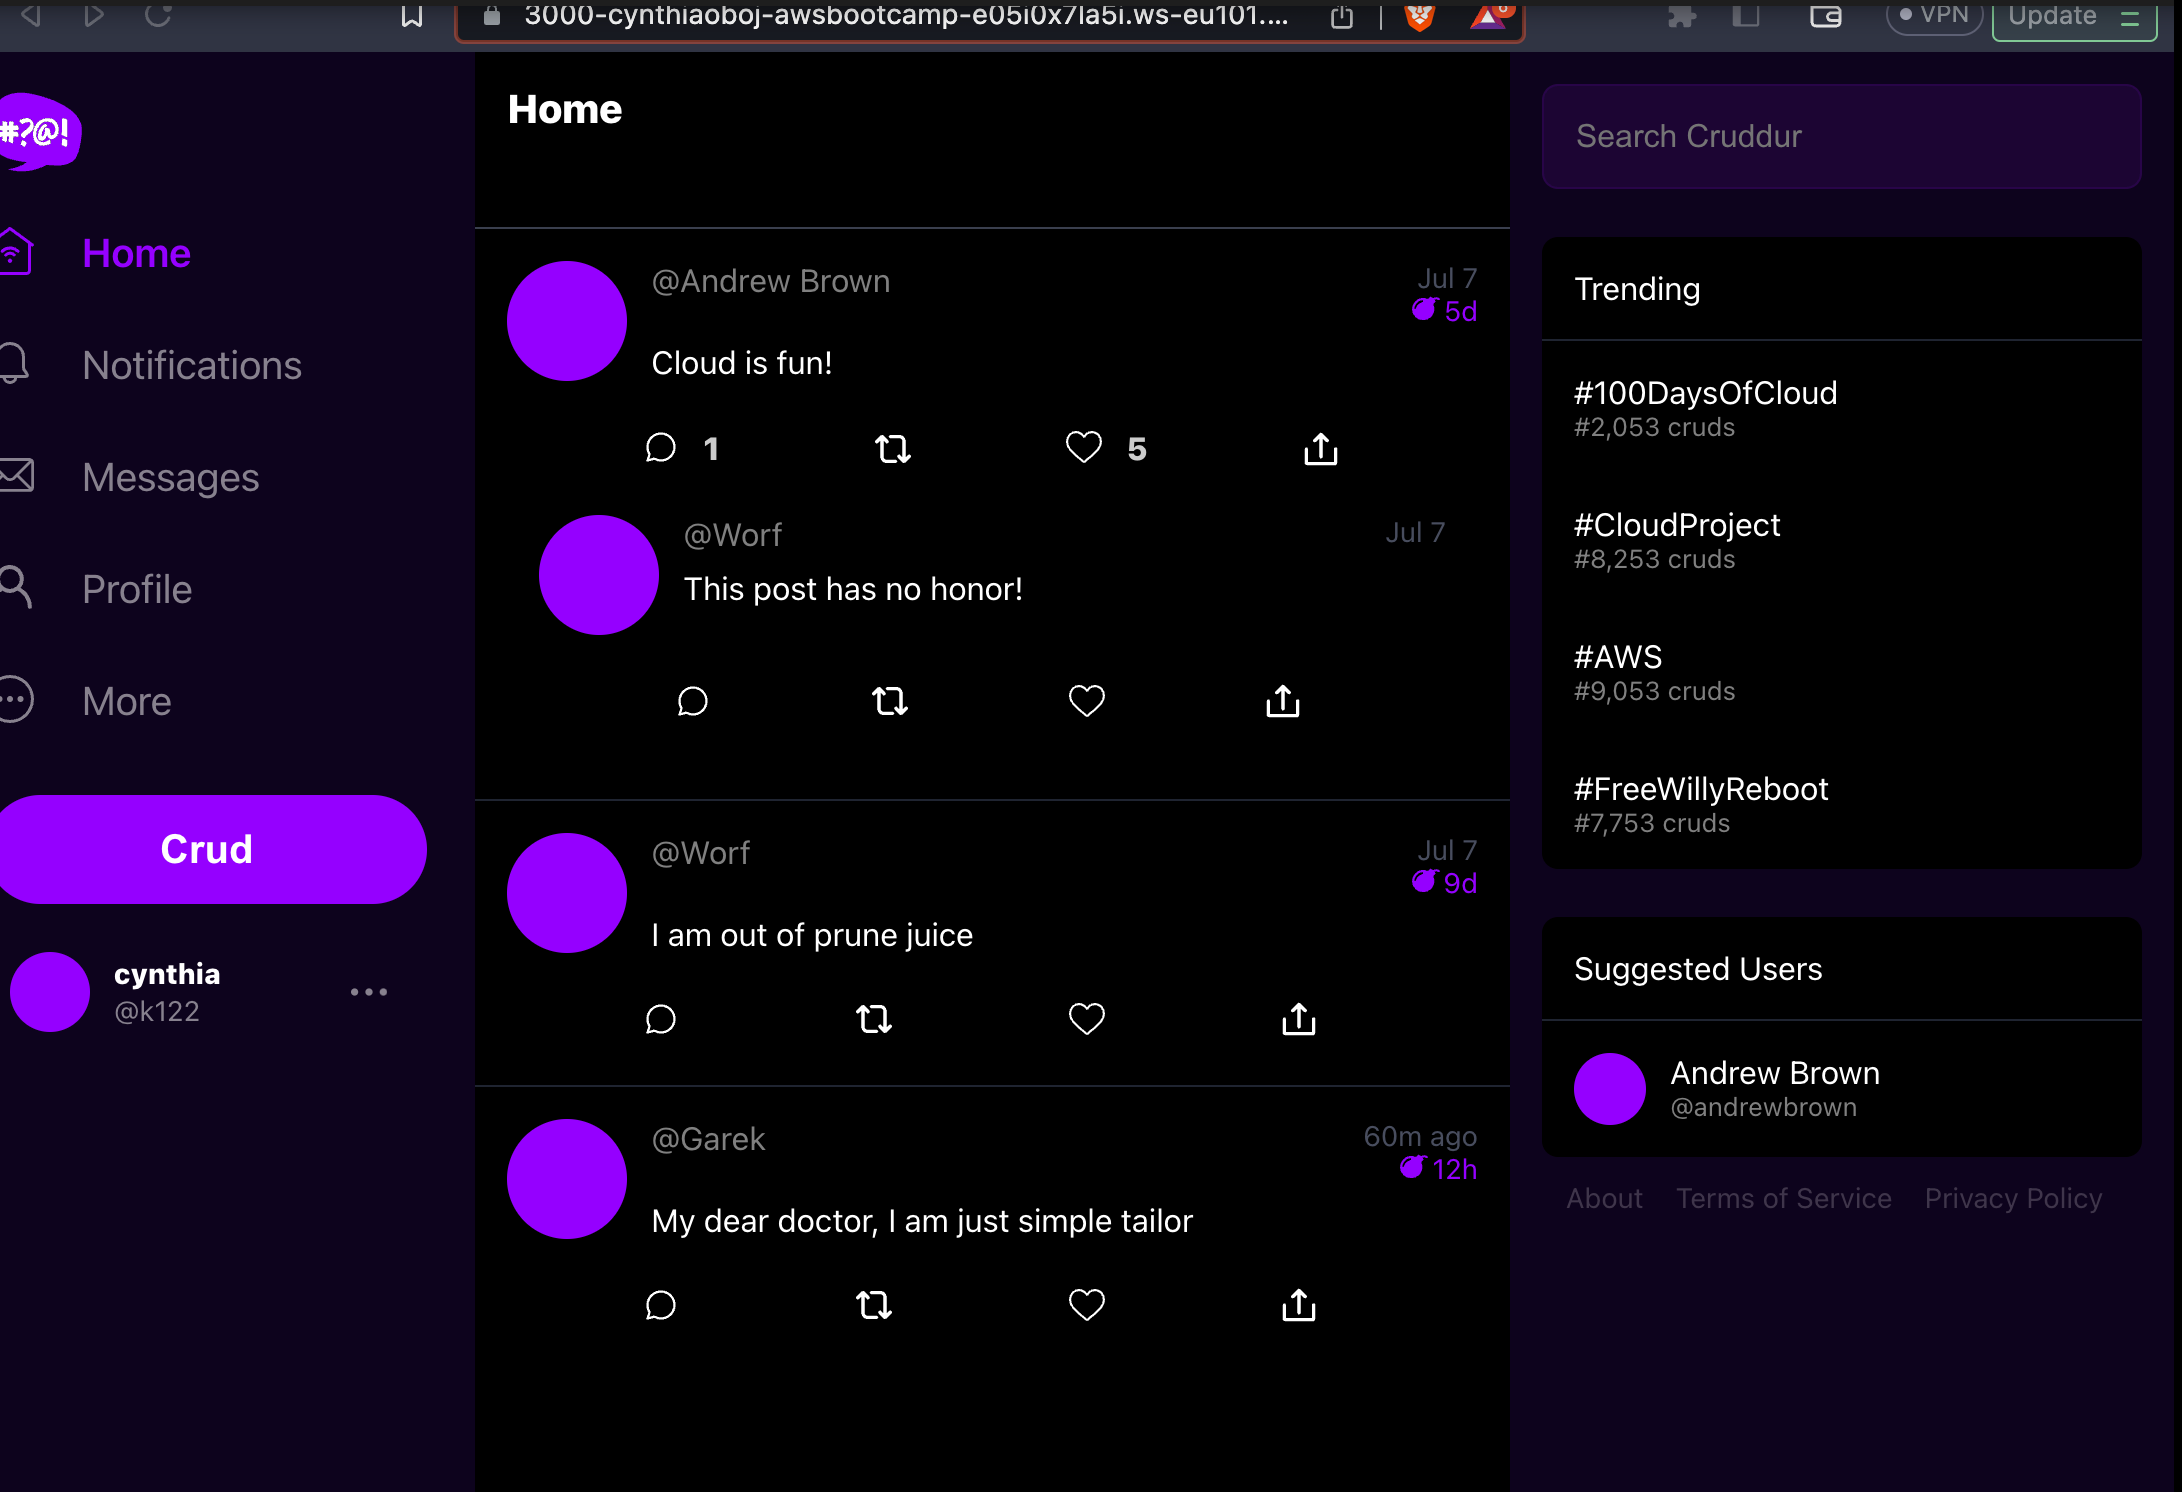 3000-cynthiaoboj-awsbootcamp-e05i0x7la5i.ws-eu101.... VPN Update
#?@!
Home
Notifications
Messages
Profile
More
Crud
cynthia
@k122
Home
@Andrew Brown
Jul 7
5d
Cloud is fun!
1 5
@Worf
Jul 7
This post has no honor!
@Worf
Jul 7
9d
I am out of prune juice
@Garek
60m ago
12h
My dear doctor, I am just simple tailor
Search Cruddur
Trending
#100DaysOfCloud
#2,053 cruds
#CloudProject
#8,253 cruds
#AWS
#9,053 cruds
#FreeWillyReboot
#7,753 cruds
Suggested Users
Andrew Brown
@andrewbrown
About Terms of Service Privacy Policy